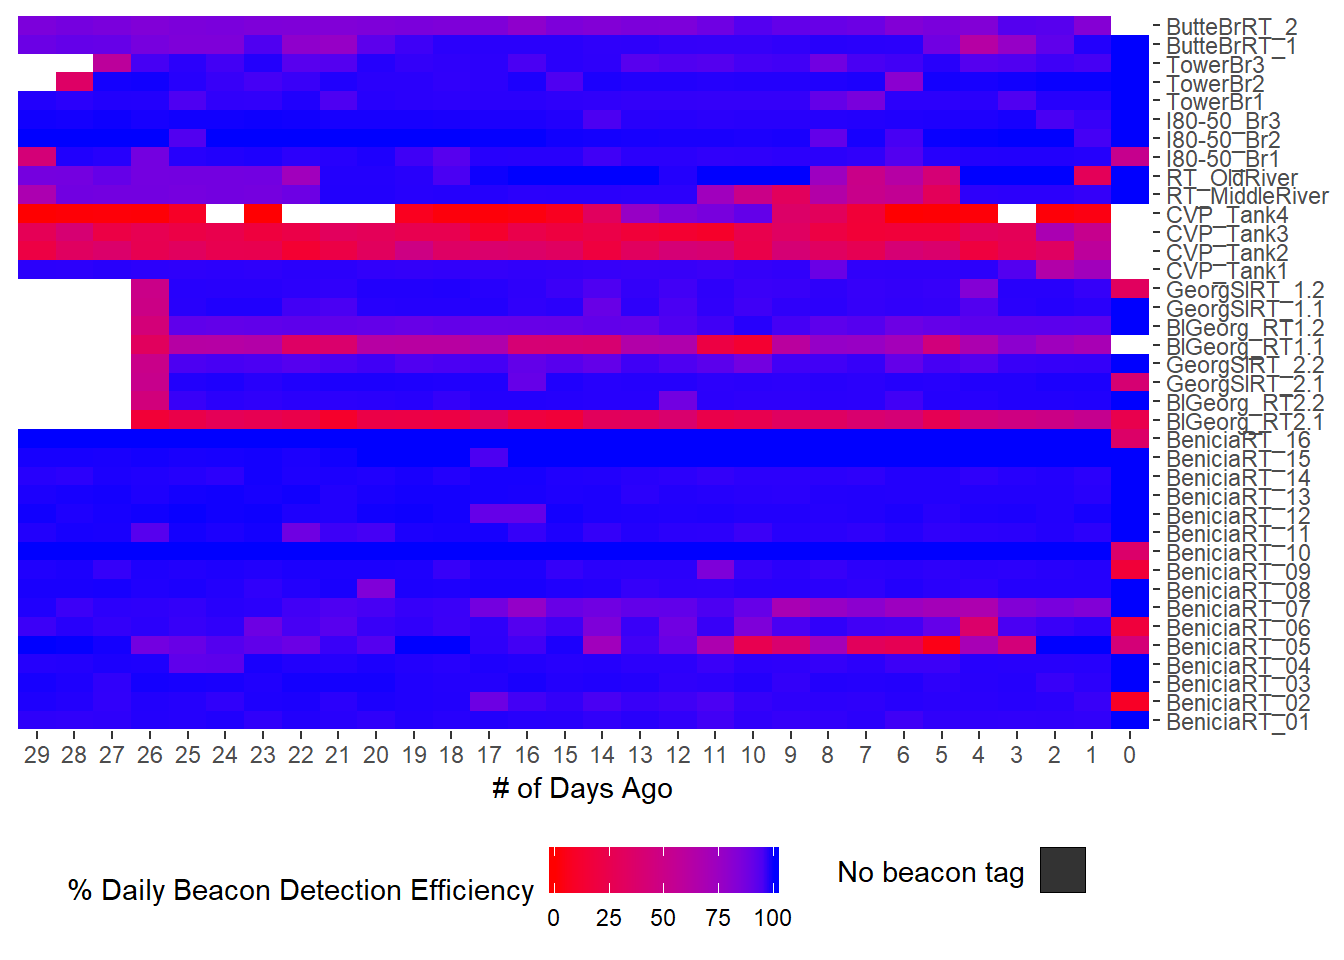 ButteBrRT_2
ButteBrRT_1
TowerBr3
TowerBr2
TowerBr1
I80-50_Br3
I80-50_Br2
I80-50_Br1
RT_OldRiver
RT_MiddleRiver
CVP_Tank4
CVP_Tank3
CVP_Tank2
CVP_Tank1
GeorgSlRT_1.2
GeorgSlRT_1.1
BlGeorg_RT1.2
BlGeorg_RT1.1
GeorgSlRT_2.2
GeorgSlRT_2.1
BlGeorg_RT2.2
BlGeorg_RT2.1
BeniciaRT_16
BeniciaRT_15
BeniciaRT_14
BeniciaRT_13
BeniciaRT_12
BeniciaRT_11
BeniciaRT_10
BeniciaRT_09
BeniciaRT_08
BeniciaRT_07
BeniciaRT_06
BeniciaRT_05
BeniciaRT_04
BeniciaRT_03
BeniciaRT_02
BeniciaRT_01
29 28 27 26 25 24 23 22 21 20 19 18 17 16 15 14 13 12 11 10 9 8 7 6 5 4 3 2 1 0
# of Days Ago
% Daily Beacon Detection Efficiency
0 25 50 75 100
No beacon tag